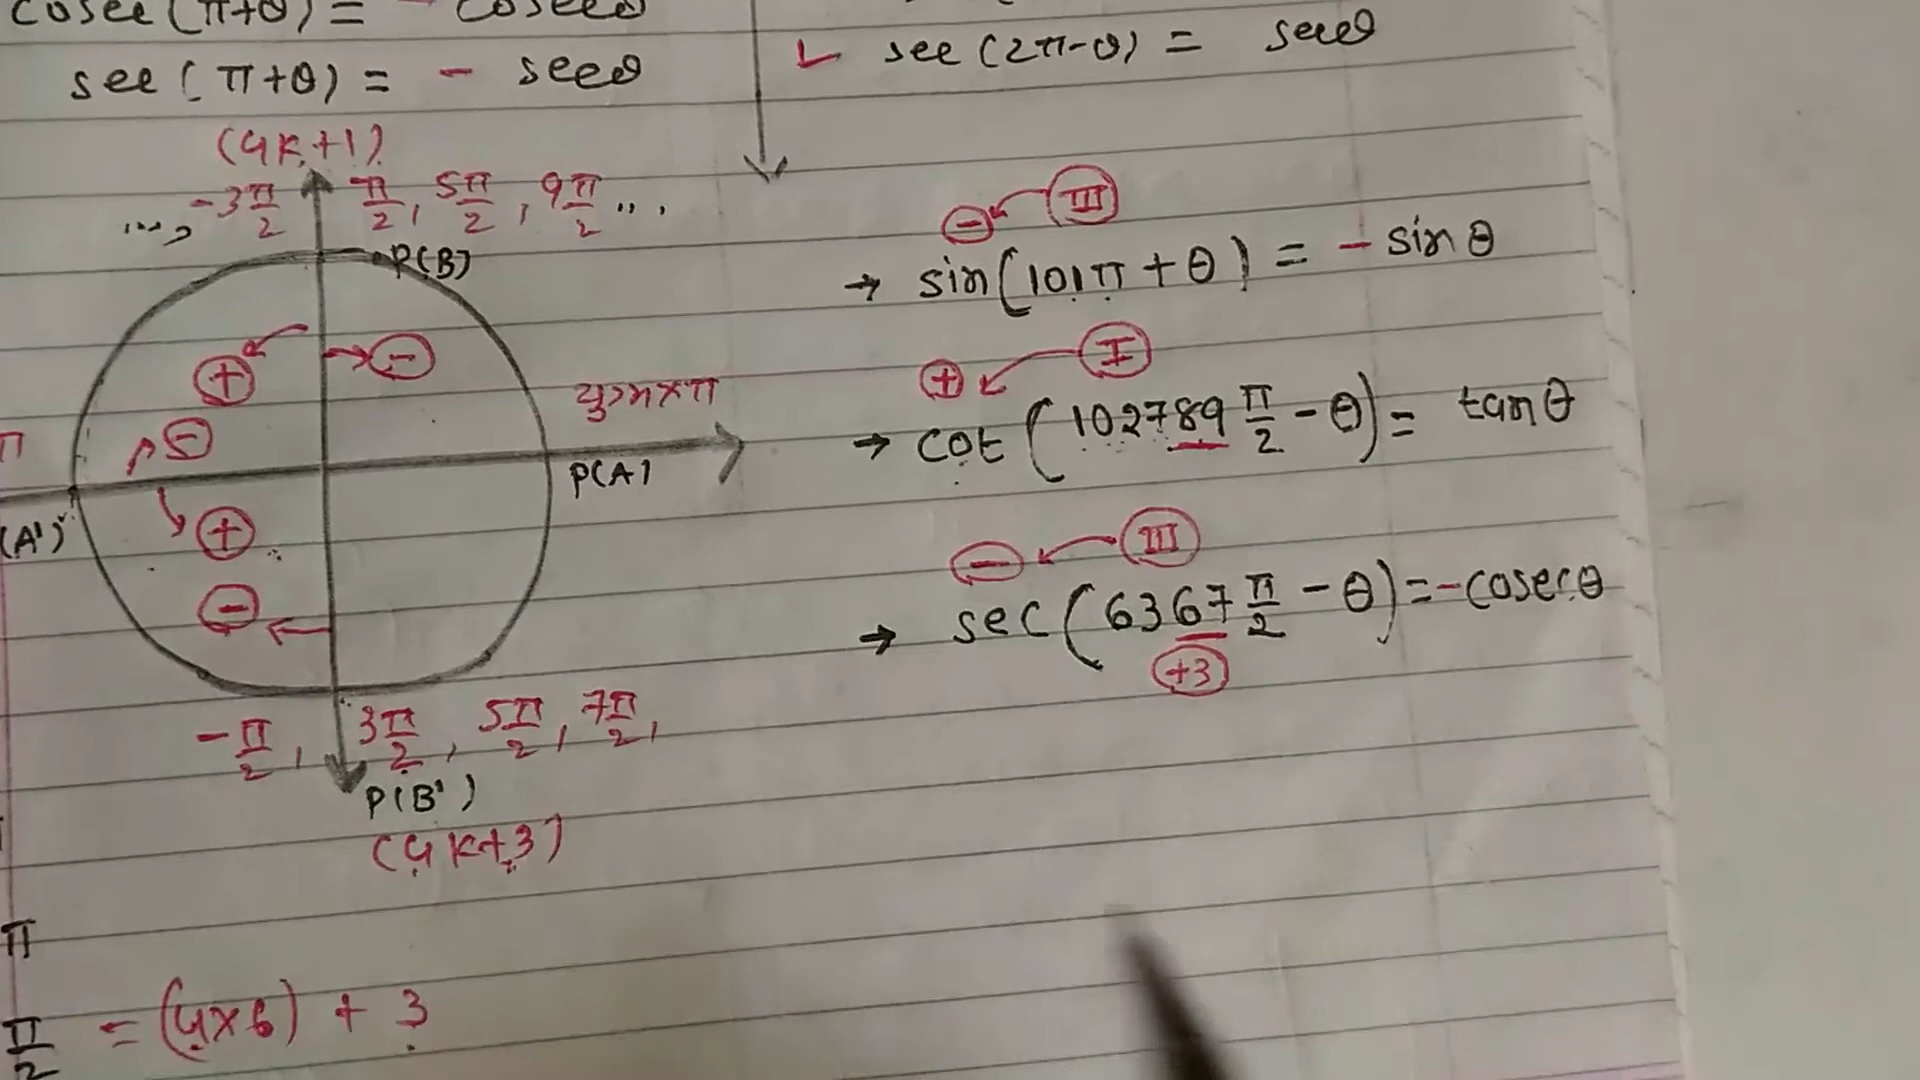 cosec(π+θ) = - cosecθ
sec(π+θ) = - secθ
sec(2π-θ) = secθ
(4K+1)
..., -3π/2 π/2, 5π/2, 9π/2 ...
P(B)
+ -
-
π
યુગ્મ×π
P(A)
(A')
+
-
-π/2, 3π/2, 5π/2, 7π/2,
P(B')
(4K+3)
π
π/2 = (4×6) + 3
- III
→ sin(101π + θ) = - sinθ
+ I
→ cot(102789 π/2 - θ) = tanθ
- III
→ sec(6367 π/2 - θ) = - cosecθ
+3